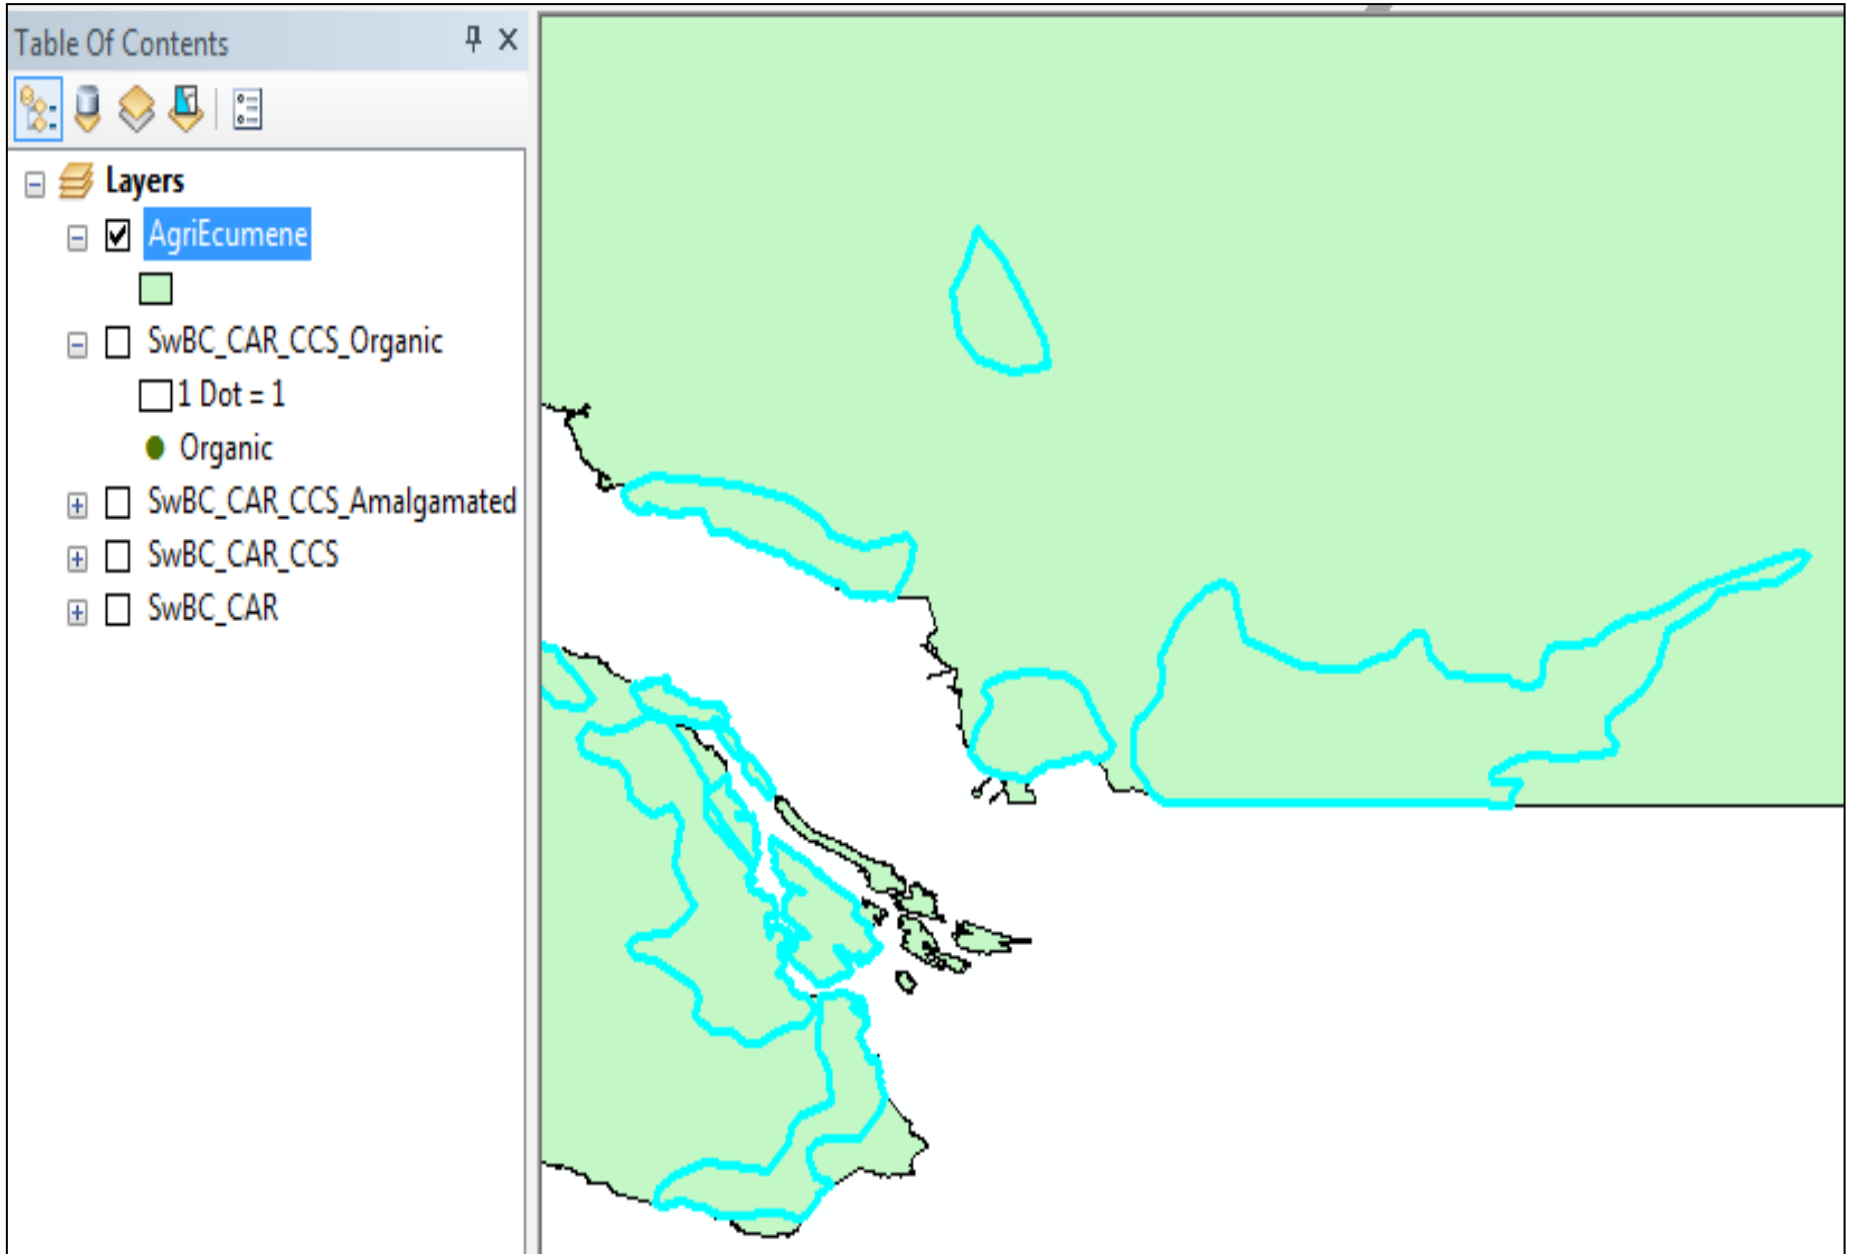 Table Of Contents
Layers
AgriEcumene
SwBC_CAR_CCS_Organic
1 Dot = 1
Organic
SwBC_CAR_CCS_Amalgamated
SwBC_CAR_CCS
SwBC_CAR